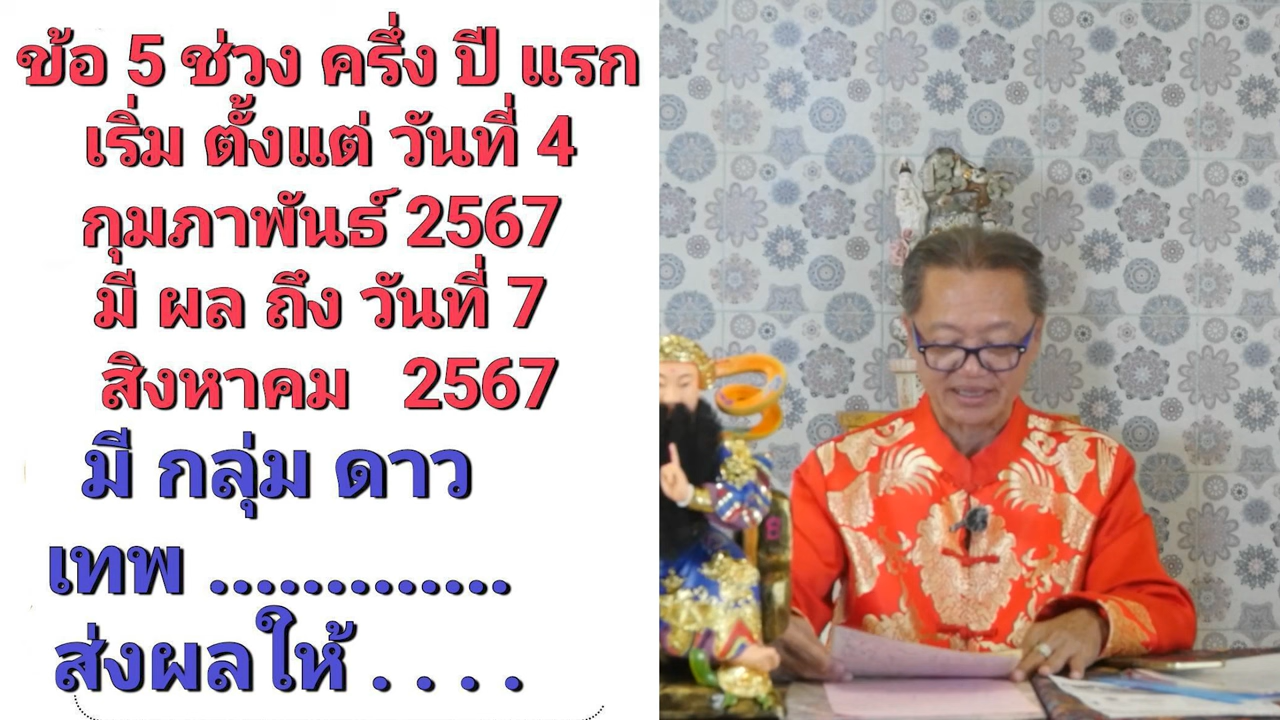 ข้อ 5 ช่วง ครึ่ง ปี แรก
เริ่ม ตั้งแต่ วันที่ 4
กุมภาพันธ์ 2567
มี ผล ถึง วันที่ 7
สิงหาคม 2567
มี กลุ่ม ดาว
เทพ .............
ส่งผลให้ . . . .